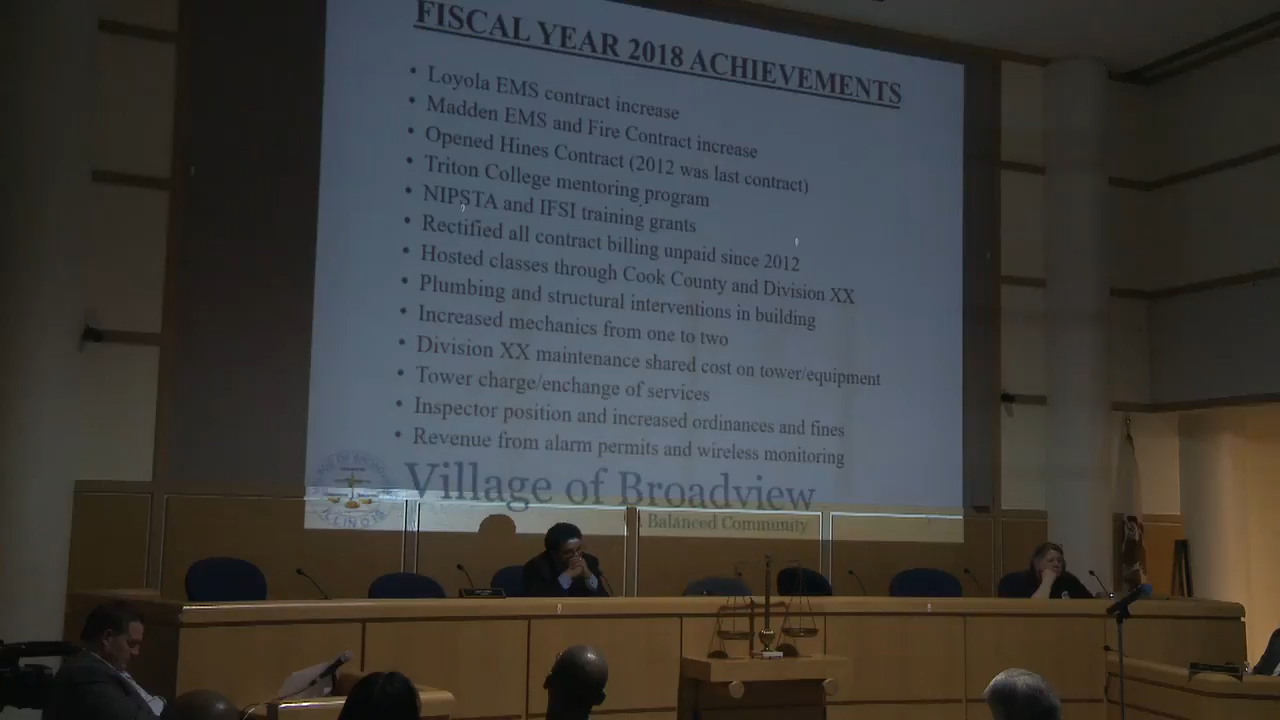 FISCAL YEAR 2018 ACHIEVEMENTS
• Loyola EMS contract increase
• Madden EMS and Fire Contract increase
• Opened Hines Contract (2012 was last contract)
• Triton College mentoring program
• NIPSTA and IFSI training grants
• Rectified all contract billing unpaid since 2012
• Hosted classes through Cook County and Division XX
• Plumbing and structural interventions in building
• Increased mechanics from one to two
• Division XX maintenance shared cost on tower/equipment
• Tower charge/enchange of services
• Inspector position and increased ordinances and fines
• Revenue from alarm permits and wireless monitoring
Village of Broadview
A Balanced Community
ILLINOIS